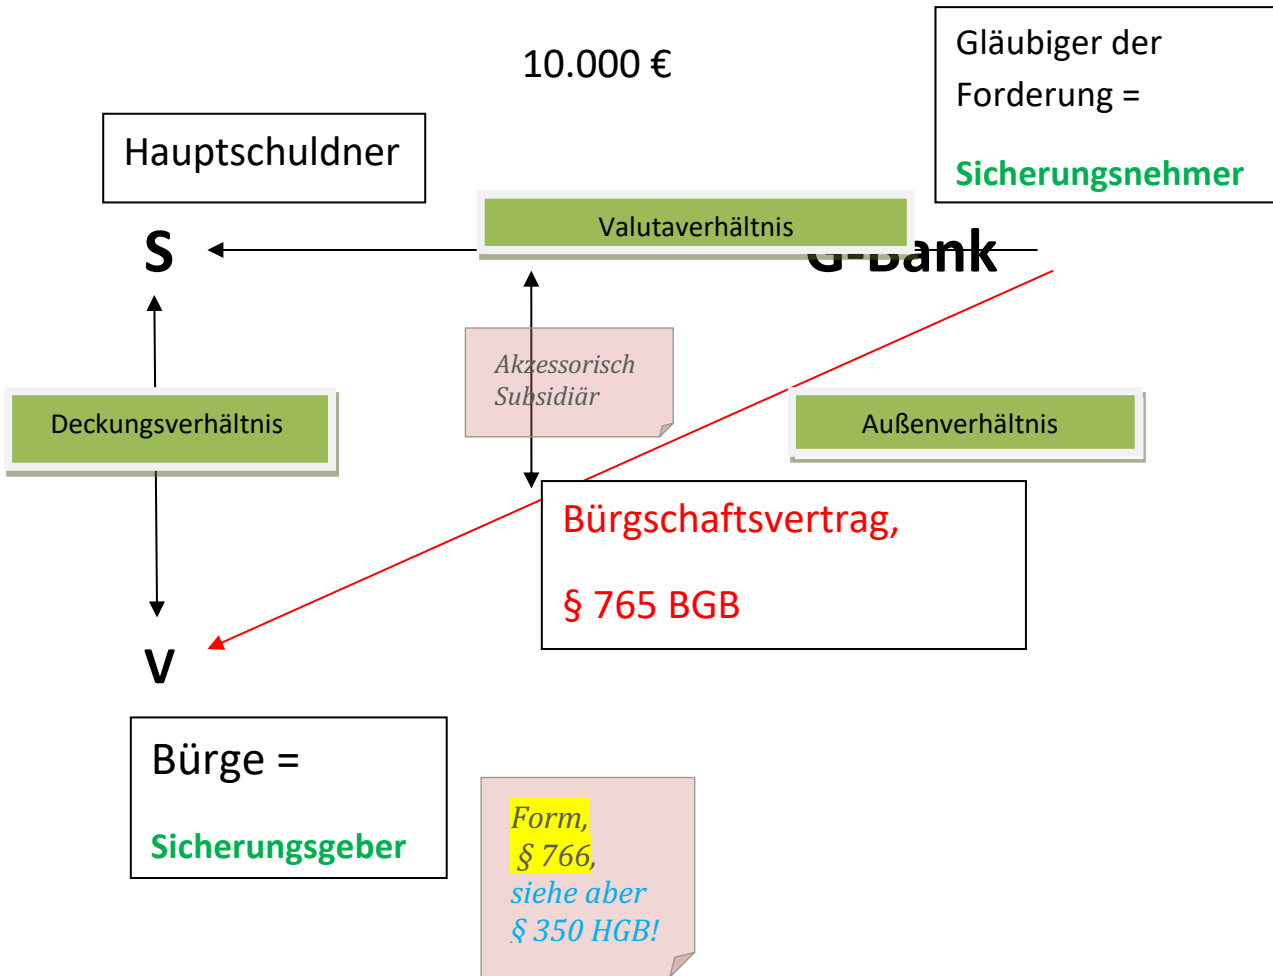 10.000 €
Gläubiger der
Forderung =
Sicherungsnehmer
Hauptschuldner
Valutaverhältnis
S
G-Bank
Akzessorisch
Subsidiär
Deckungsverhältnis
Außenverhältnis
Bürgschaftsvertrag,
§ 765 BGB
V
Bürge =
Sicherungsgeber
Form,
§ 766,
siehe aber
§ 350 HGB!